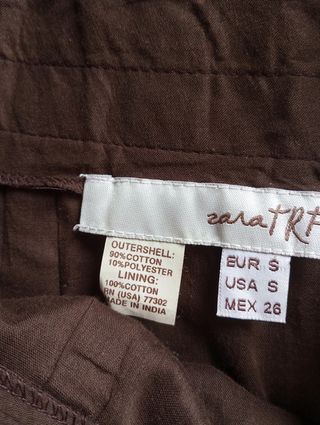 zara TRF
OUTERSHELL:
90%COTTON
10%POLYESTER
LINING:
100%COTTON
RN (USA) 77302
MADE IN INDIA
EUR S
USA S
MEX 26